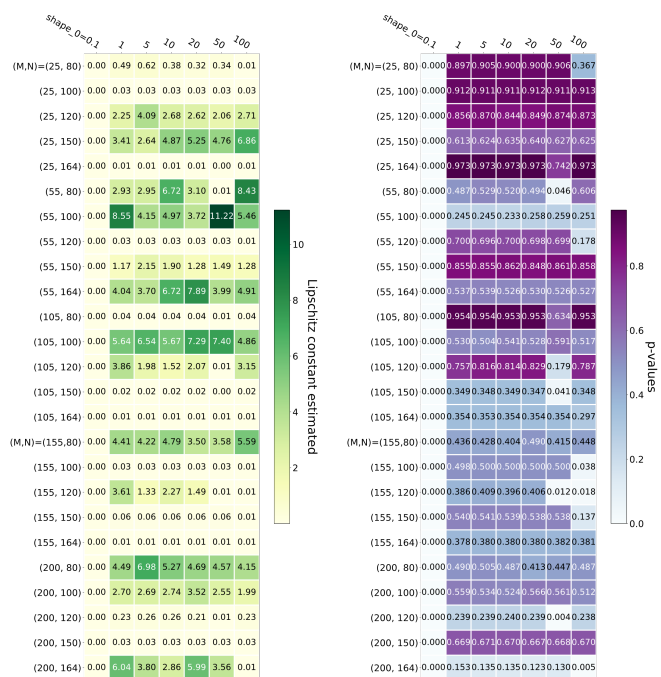 shape_0=0.1 1 5 10 20 50 100
(M,N)=(25, 80) 0.00 0.49 0.62 0.38 0.32 0.34 0.01
(25, 100) 0.00 0.03 0.03 0.03 0.03 0.03 0.03
(25, 120) 0.00 2.25 4.09 2.68 2.62 2.06 2.71
(25, 150) 0.00 3.41 2.64 4.87 5.25 4.76 6.86
(25, 164) 0.00 0.01 0.01 0.01 0.00 0.01 0.01
(55, 80) 0.00 2.93 2.95 6.72 3.10 0.01 8.43
(55, 100) 0.00 8.55 4.15 4.97 3.72 11.22 5.46
(55, 120) 0.00 0.03 0.03 0.03 0.03 0.03 0.03
(55, 150) 0.00 1.17 2.15 1.90 1.28 1.49 1.28
(55, 164) 0.00 4.04 3.70 6.72 7.89 3.99 4.91
(105, 80) 0.00 0.04 0.04 0.04 0.04 0.04 0.04
(105, 100) 0.00 5.64 6.54 5.67 7.29 7.40 4.86
(105, 120) 0.00 3.86 1.98 1.52 2.07 0.01 3.15
(105, 150) 0.00 0.02 0.02 0.02 0.02 0.01 0.02
(105, 164) 0.00 0.01 0.01 0.01 0.01 0.01 0.01
(M,N)=(155,80) 0.00 4.41 4.22 4.79 3.50 3.58 5.59
(155, 100) 0.00 0.03 0.03 0.03 0.03 0.03 0.01
(155, 120) 0.00 3.61 1.33 2.27 1.49 0.01 0.01
(155, 150) 0.00 0.06 0.06 0.06 0.06 0.06 0.01
(155, 164) 0.00 0.01 0.01 0.01 0.01 0.01 0.01
(200, 80) 0.00 4.49 6.98 5.27 4.69 4.57 4.15
(200, 100) 0.00 2.70 2.69 2.74 3.52 2.55 1.99
(200, 120) 0.00 0.23 0.26 0.26 0.21 0.01 0.23
(200, 150) 0.00 0.03 0.03 0.03 0.03 0.03 0.03
(200, 164) 0.00 6.04 3.80 2.86 5.99 3.56 0.01
10
8
6
4
2
Lipschitz constant estimated
shape_0=0.1 1 5 10 20 50 100
(M,N)=(25, 80) 0.000 0.897 0.905 0.900 0.900 0.906 0.367
(25, 100) 0.000 0.912 0.911 0.911 0.912 0.911 0.913
(25, 120) 0.000 0.856 0.870 0.844 0.849 0.874 0.873
(25, 150) 0.000 0.613 0.624 0.635 0.640 0.627 0.625
(25, 164) 0.000 0.973 0.973 0.973 0.973 0.742 0.973
(55, 80) 0.000 0.487 0.529 0.520 0.494 0.046 0.606
(55, 100) 0.000 0.245 0.245 0.233 0.258 0.259 0.251
(55, 120) 0.000 0.700 0.696 0.700 0.698 0.699 0.178
(55, 150) 0.000 0.855 0.855 0.862 0.848 0.861 0.858
(55, 164) 0.000 0.537 0.539 0.526 0.530 0.526 0.527
(105, 80) 0.000 0.954 0.954 0.953 0.953 0.634 0.953
(105, 100) 0.000 0.530 0.504 0.540 0.528 0.591 0.517
(105, 120) 0.000 0.757 0.816 0.814 0.829 0.179 0.787
(105, 150) 0.000 0.349 0.348 0.349 0.347 0.041 0.348
(105, 164) 0.000 0.354 0.353 0.354 0.354 0.354 0.297
(M,N)=(155,80) 0.000 0.436 0.428 0.404 0.490 0.415 0.448
(155, 100) 0.000 0.498 0.500 0.500 0.500 0.500 0.038
(155, 120) 0.000 0.386 0.409 0.396 0.406 0.012 0.018
(155, 150) 0.000 0.540 0.541 0.539 0.538 0.538 0.137
(155, 164) 0.000 0.378 0.380 0.380 0.380 0.382 0.381
(200, 80) 0.000 0.490 0.505 0.487 0.413 0.447 0.487
(200, 100) 0.000 0.559 0.534 0.524 0.566 0.561 0.512
(200, 120) 0.000 0.239 0.239 0.240 0.239 0.004 0.238
(200, 150) 0.000 0.669 0.671 0.670 0.667 0.668 0.670
(200, 164) 0.000 0.153 0.135 0.135 0.123 0.130 0.005
0.8
0.6
0.4
0.2
0.0
p-values